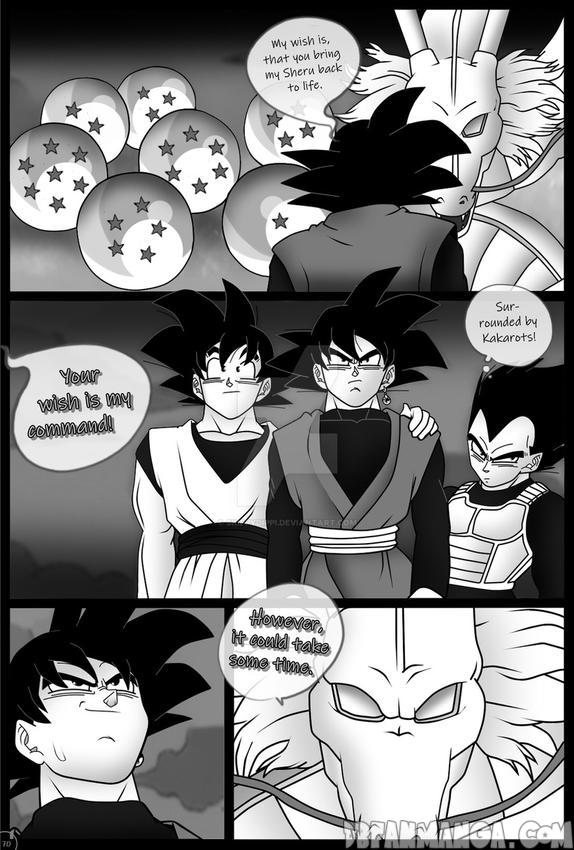 My wish is,
that you bring
my Sheru back
to life.
Your
wish is my
command!
Sur-
rounded by
Kakarots!
However,
it could take
some time.
70
DBFANMANGA.COM